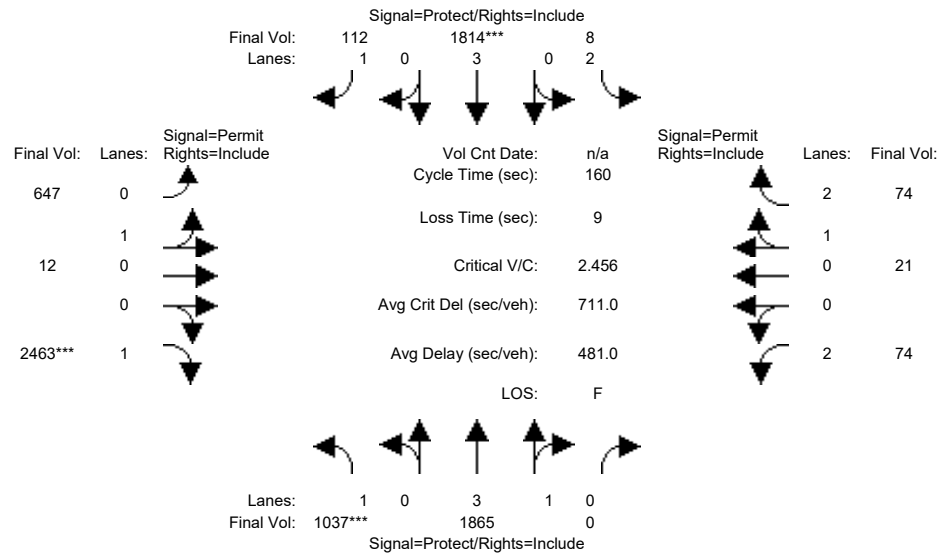 Signal=Protect/Rights=Include
Final Vol: 112 1814*** 8
Lanes: 1 0 3 0 2
Signal=Permit
Final Vol: Lanes: Rights=Include
Vol Cnt Date: n/a
Signal=Permit
Rights=Include Lanes: Final Vol:
Cycle Time (sec): 160
647 0
2 74
Loss Time (sec): 9
1
1
12 0
Critical V/C: 2.456
0 21
0
Avg Crit Del (sec/veh): 711.0
0
2463*** 1
Avg Delay (sec/veh): 481.0
2 74
LOS: F
Lanes: 1 0 3 1 0
Final Vol: 1037*** 1865 0
Signal=Protect/Rights=Include